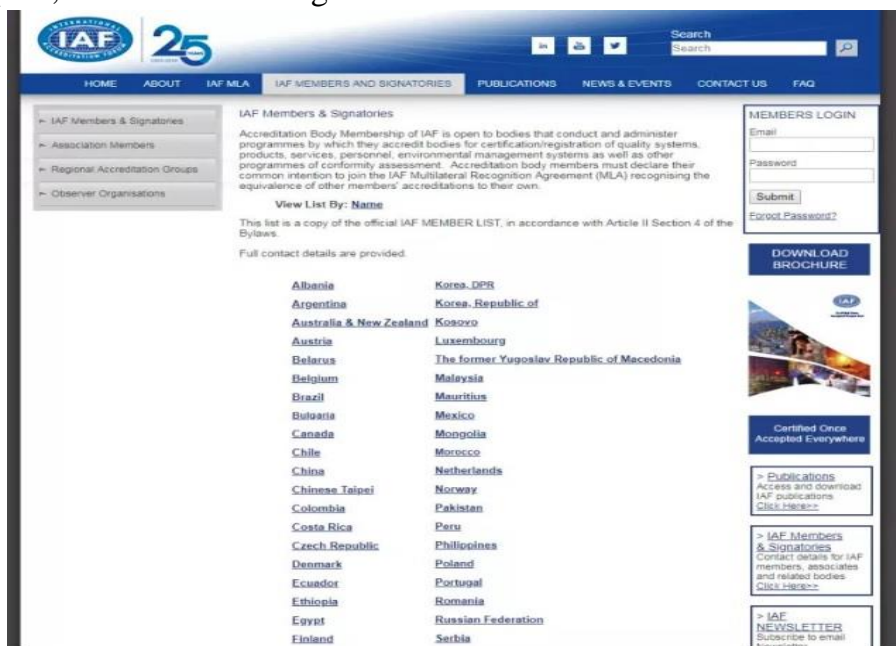 INTERNATIONAL
IAF
ACCREDITATION FORUM
25
in
Search
Search
HOME ABOUT IAF MLA IAF MEMBERS AND SIGNATORIES PUBLICATIONS NEWS & EVENTS CONTACT US FAQ
IAF Members & Signatories
Association Members
Regional Accreditation Groups
Observer Organisations
IAF Members & Signatories
Accreditation Body Membership of IAF is open to bodies that conduct and administer
programmes by which they accredit bodies for certification/registration of quality systems,
products, services, personnel, environmental management systems as well as other
programmes of conformity assessment. Accreditation body members must declare their
common intention to join the IAF Multilateral Recognition Agreement (MLA) recognising the
equivalence of other members' accreditations to their own.
View List By: Name
This list is a copy of the official IAF MEMBER LIST, in accordance with Article II Section 4 of the
Bylaws.
Full contact details are provided.
Albania
Argentina
Australia & New Zealand
Austria
Belarus
Belgium
Brazil
Bulgaria
Canada
Chile
China
Chinese Taipei
Colombia
Costa Rica
Czech Republic
Denmark
Ecuador
Ethiopia
Egypt
Finland
Korea, DPR
Korea, Republic of
Kosovo
Luxembourg
The former Yugoslav Republic of Macedonia
Malaysia
Mauritius
Mexico
Mongolia
Morocco
Netherlands
Norway
Pakistan
Peru
Philippines
Poland
Portugal
Romania
Russian Federation
Serbia
MEMBERS LOGIN
Email
Password
Submit
Forgot Password?
DOWNLOAD
BROCHURE
IAF
Certified Once
Accepted Everywhere
> Publications
Access and download
IAF publications
Click Here>>
> IAF Members
& Signatories
Contact details for IAF
members, associates
and related bodies
Click Here>>
> IAF
NEWSLETTER
Subscribe to email